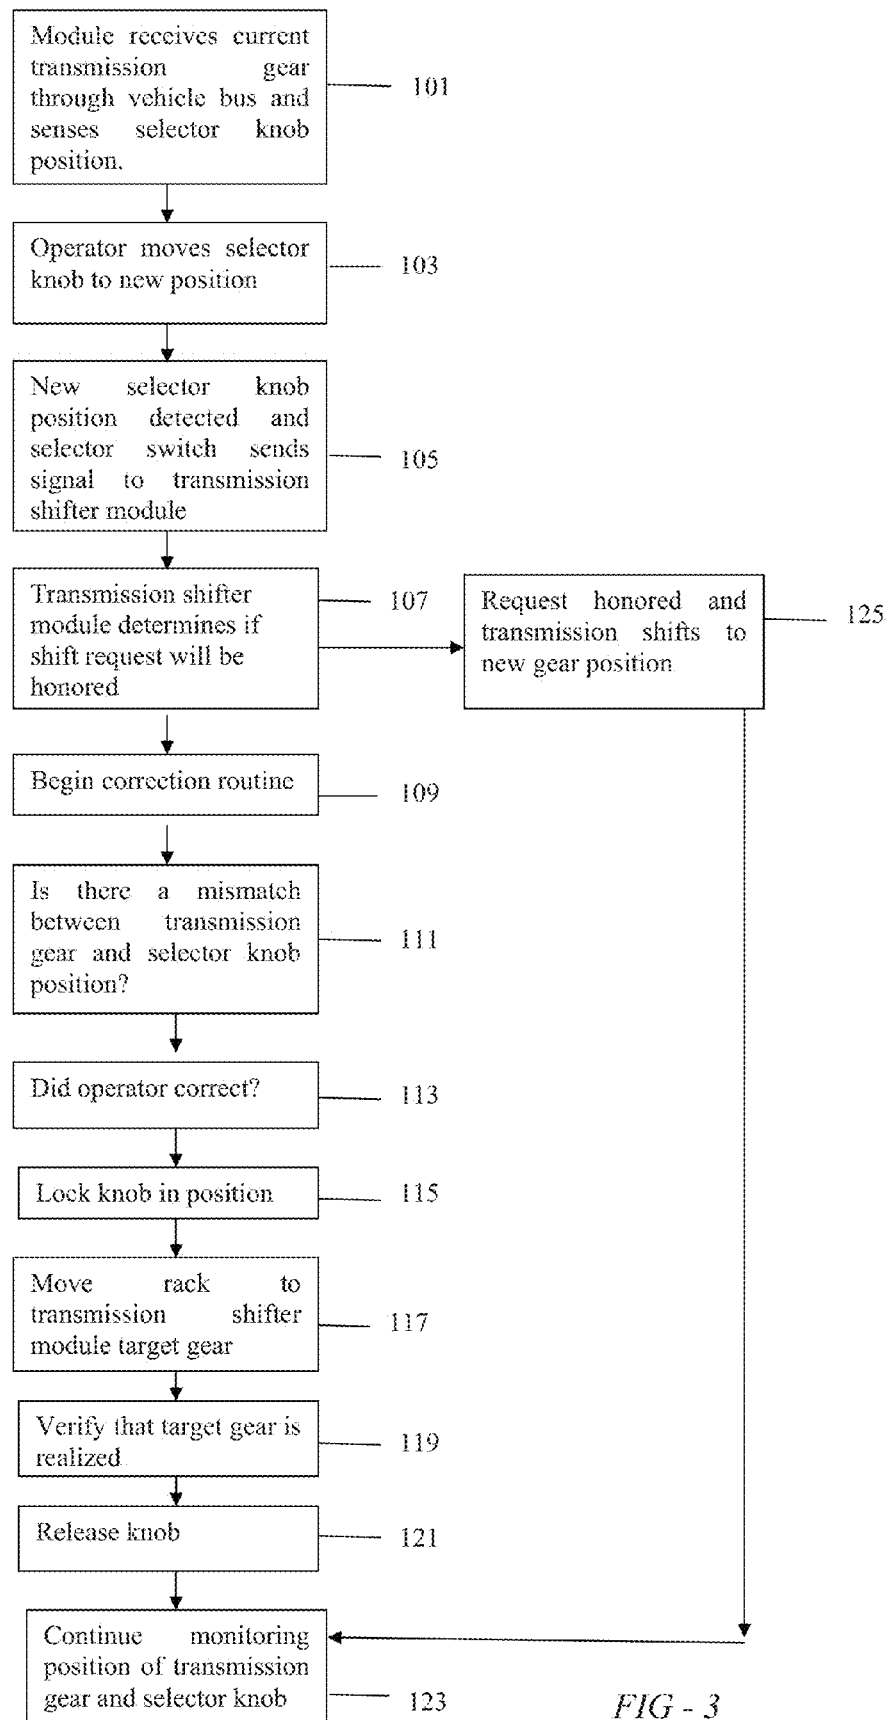 Module receives current
transmission gear
through vehicle bus and
senses selector knob
position.
101
Operator moves selector
knob to new position
103
New selector knob
position detected and
selector switch sends
signal to transmission
shifter module
105
Transmission shifter
module determines if
shift request will be
honored
107
Request honored and
transmission shifts to
new gear position
125
Begin correction routine
109
Is there a mismatch
between transmission
gear and selector knob
position?
111
Did operator correct?
113
Lock knob in position
115
Move rack to
transmission shifter
module target gear
117
Verify that target gear is
realized
119
Release knob
121
Continue monitoring
position of transmission
gear and selector knob
123
FIG - 3